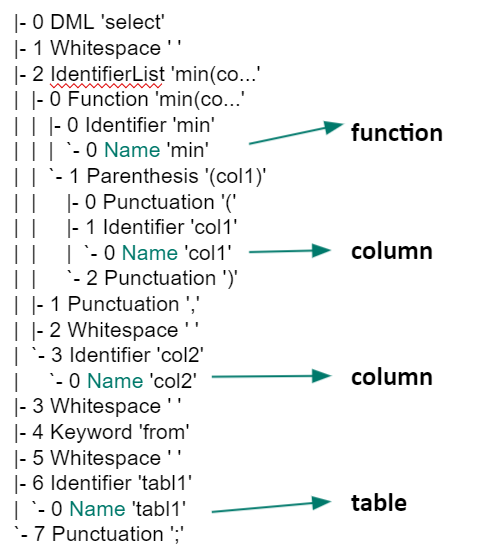 |- 0 DML 'select'
|- 1 Whitespace ' '
|- 2 IdentifierList 'min(co...'
| |- 0 Function 'min(co...'
| | |- 0 Identifier 'min'
| | | `- 0 Name 'min' function
| | `- 1 Parenthesis '(col1)'
| | |- 0 Punctuation '('
| | |- 1 Identifier 'col1'
| | | `- 0 Name 'col1' column
| | `- 2 Punctuation ')'
| |- 1 Punctuation ','
| |- 2 Whitespace ' '
| `- 3 Identifier 'col2'
| `- 0 Name 'col2' column
|- 3 Whitespace ' '
|- 4 Keyword 'from'
|- 5 Whitespace ' '
|- 6 Identifier 'tabl1'
| `- 0 Name 'tabl1' table
`- 7 Punctuation ';'